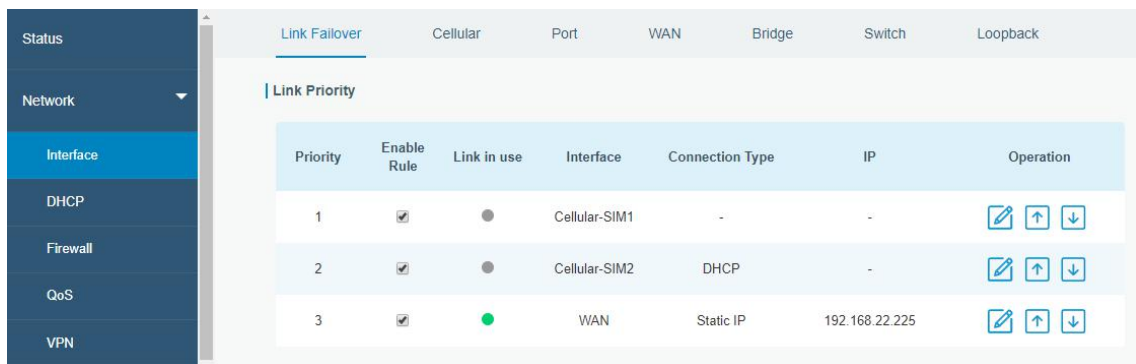 Status
Network
Interface
DHCP
Firewall
QoS
VPN
Link Failover Cellular Port WAN Bridge Switch Loopback
Link Priority
Priority Enable Rule Link in use Interface Connection Type IP Operation
1 Cellular-SIM1 - -
2 Cellular-SIM2 DHCP -
3 WAN Static IP 192.168.22.225